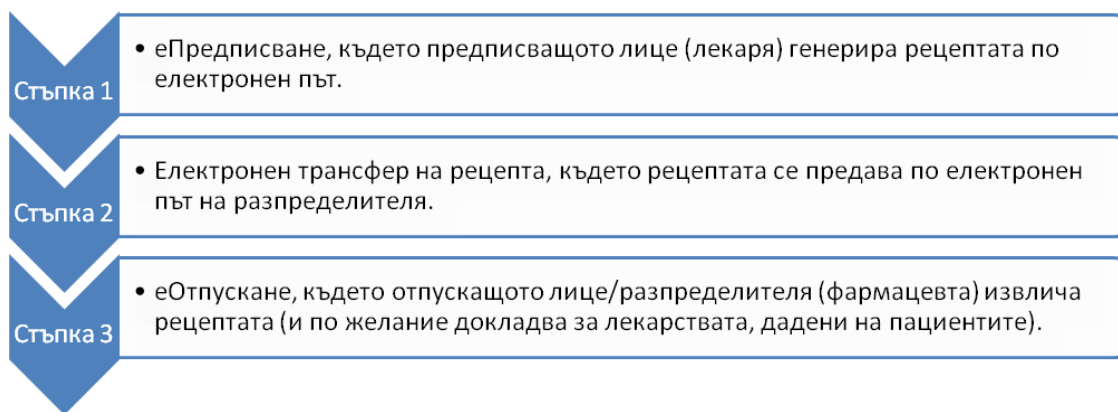 Стъпка 1
• еПредписване, където предписващото лице (лекаря) генерира рецептата по
електронен път.
Стъпка 2
• Електронен трансфер на рецепта, където рецептата се предава по електронен
път на разпределителя.
Стъпка 3
• еОтпускане, където отпускащото лице/разпределителя (фармацевта) извлича
рецептата (и по желание докладва за лекарствата, дадени на пациентите).